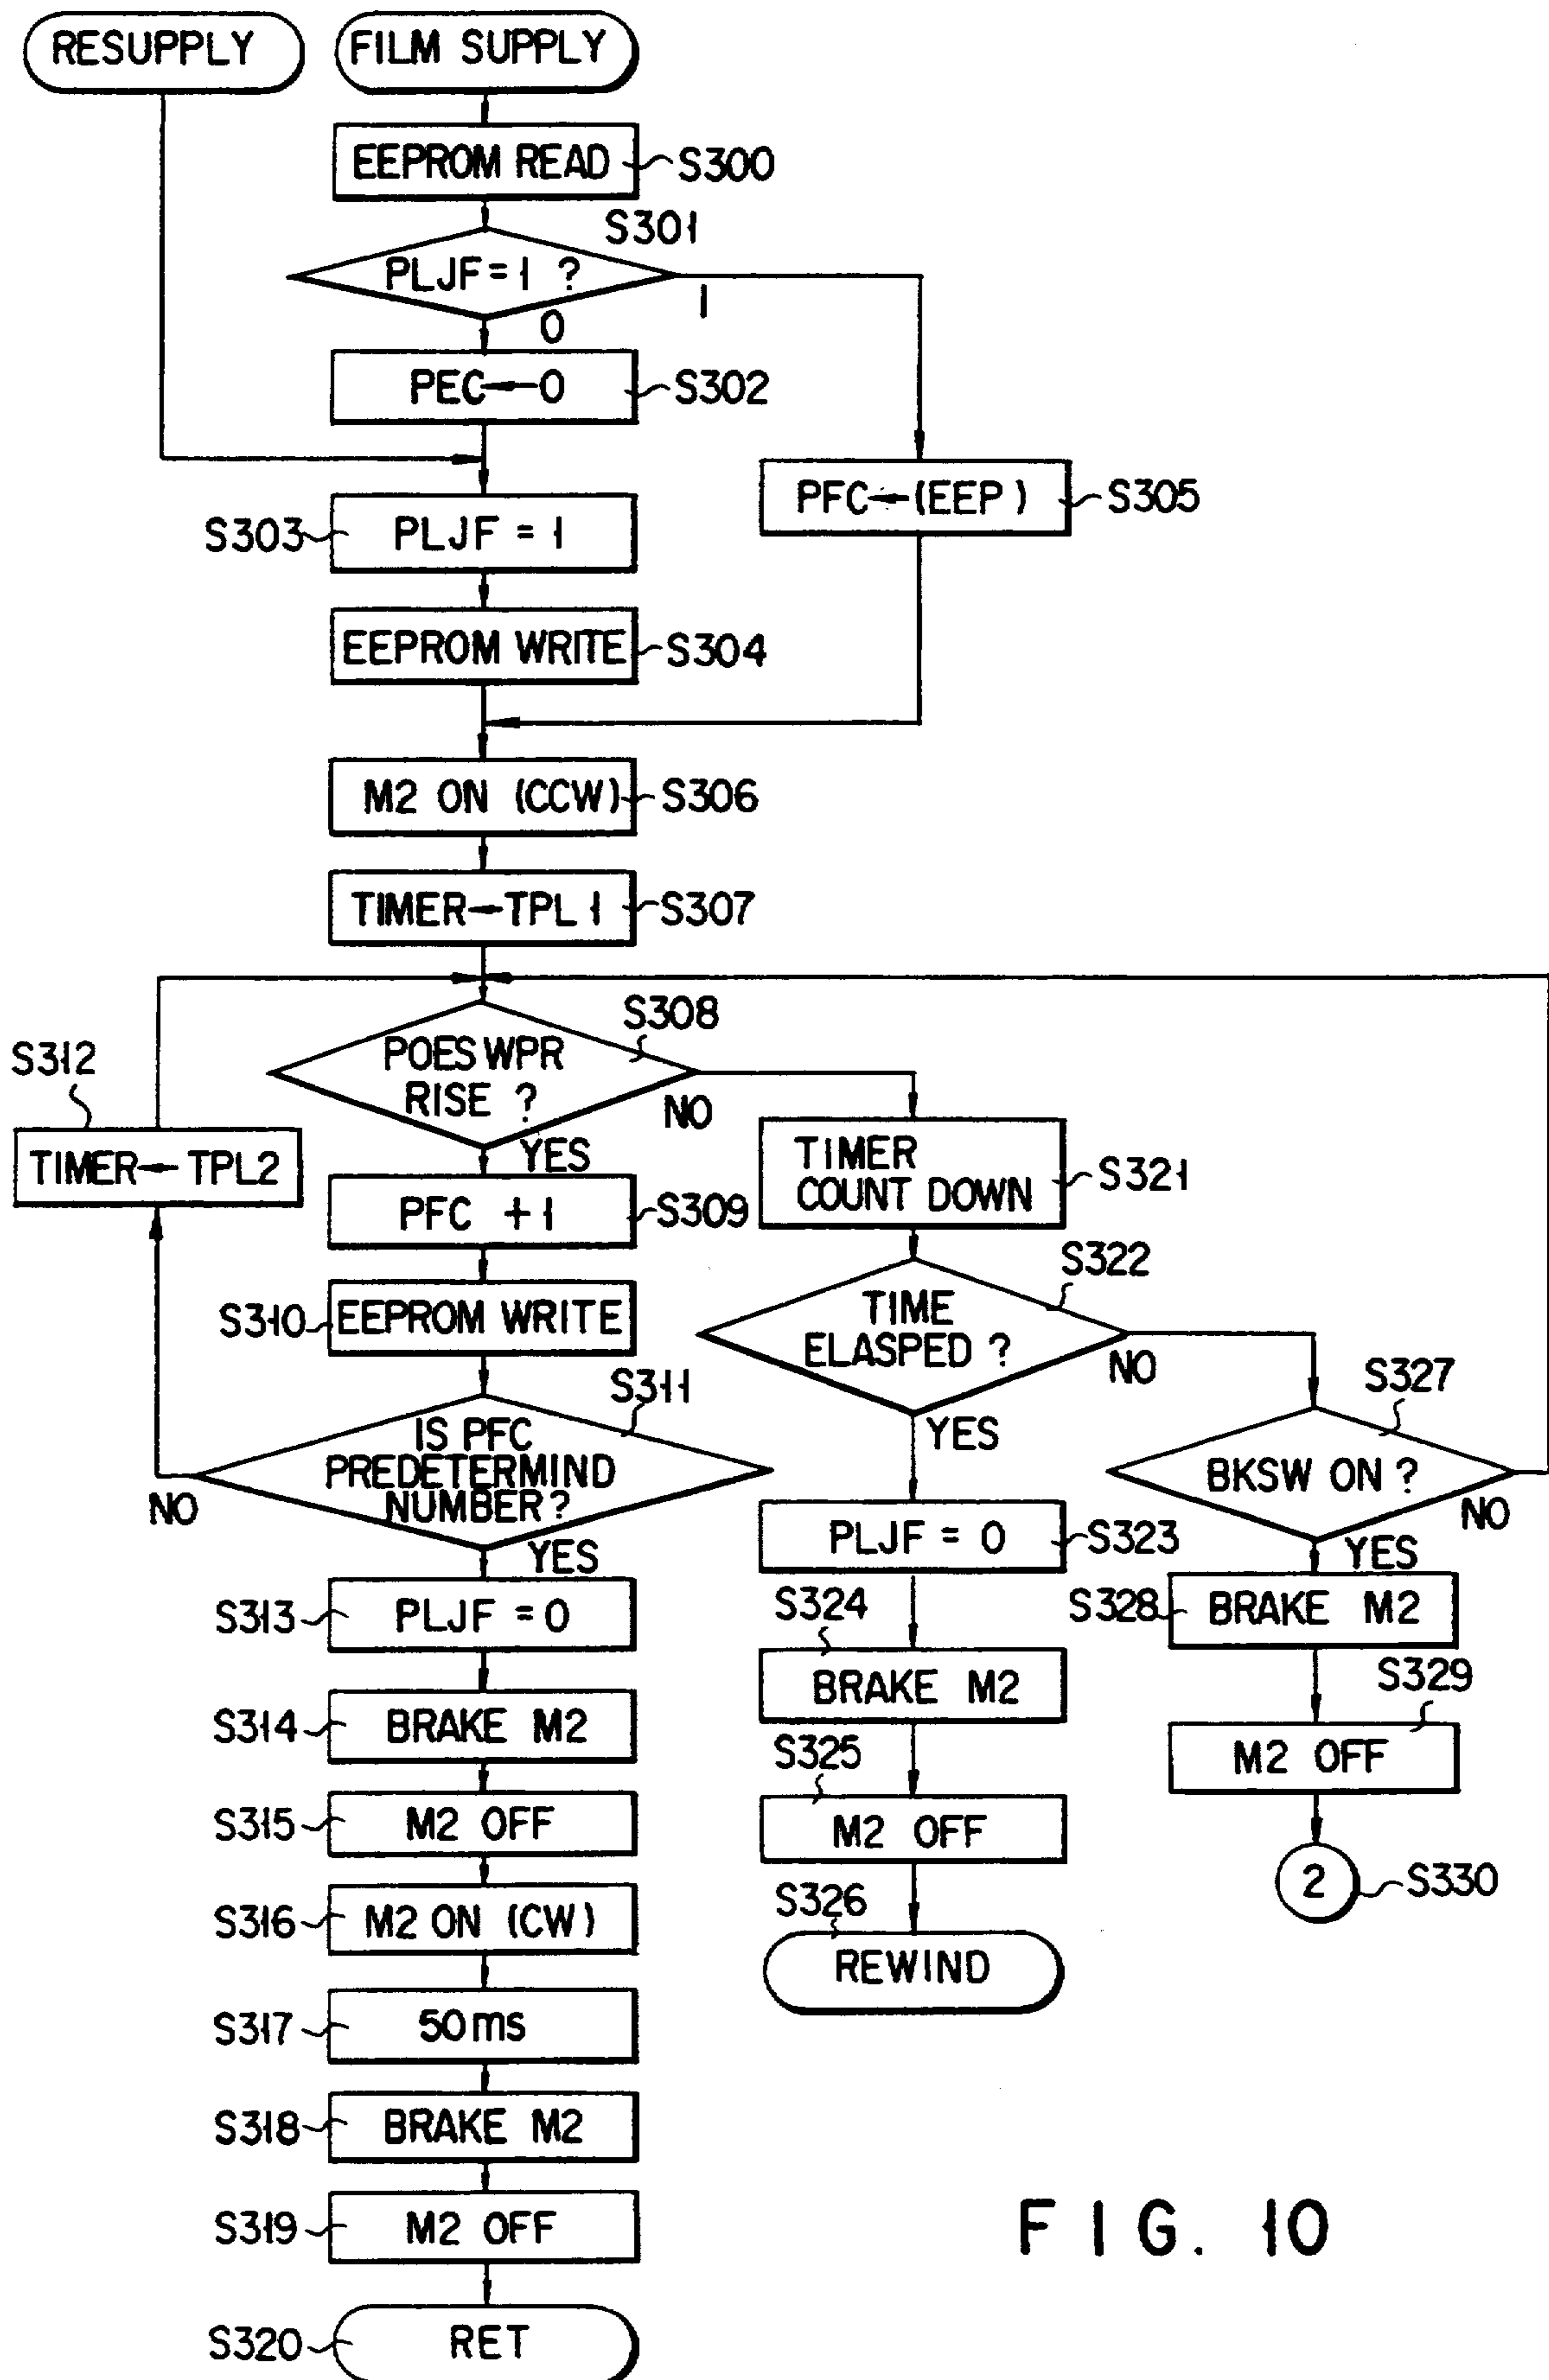 RESUPPLY
FILM SUPPLY
EEPROM READ
S300
S301
PLJF = 1 ?
1
0
PEC←0
S302
PFC←(EEP)
S305
S303
PLJF = 1
EEPROM WRITE
S304
M2 ON (CCW)
S306
TIMER←TPL 1
S307
S308
POES WPR
RISE ?
NO
YES
S312
TIMER← TPL2
PFC +1
S309
TIMER
COUNT DOWN
S321
S310
EEPROM WRITE
S322
TIME
ELASPED ?
NO
YES
S311
IS PFC
PREDETERMIND
NUMBER?
NO
YES
S327
BKSW ON ?
NO
YES
S313
PLJF = 0
PLJF = 0
S323
S328
BRAKE M2
S314
BRAKE M2
S324
BRAKE M2
S329
M2 OFF
S315
M2 OFF
S325
M2 OFF
2
S330
S316
M2 ON (CW)
S326
REWIND
S317
50ms
S318
BRAKE M2
S319
M2 OFF
S320
RET
FIG. 10